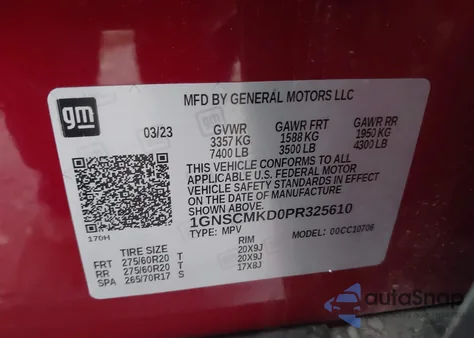 gm
MFD BY GENERAL MOTORS LLC
03/23 GVWR GAWR FRT GAWR RR
3357 KG 1588 KG 1950 KG
7400 LB 3500 LB 4300 LB
THIS VEHICLE CONFORMS TO ALL
APPLICABLE U.S. FEDERAL MOTOR
VEHICLE SAFETY STANDARDS IN EFFECT
ON THE DATE OF MANUFACTURE
SHOWN ABOVE.
1GNSCMKD0PR325610
170H TYPE: MPV MODEL: 00CC10706
TIRE SIZE RIM
FRT 275/60R20 T 20X9J
RR 275/60R20 T 20X9J
SPA 265/70R17 S 17X8J
autoSnap